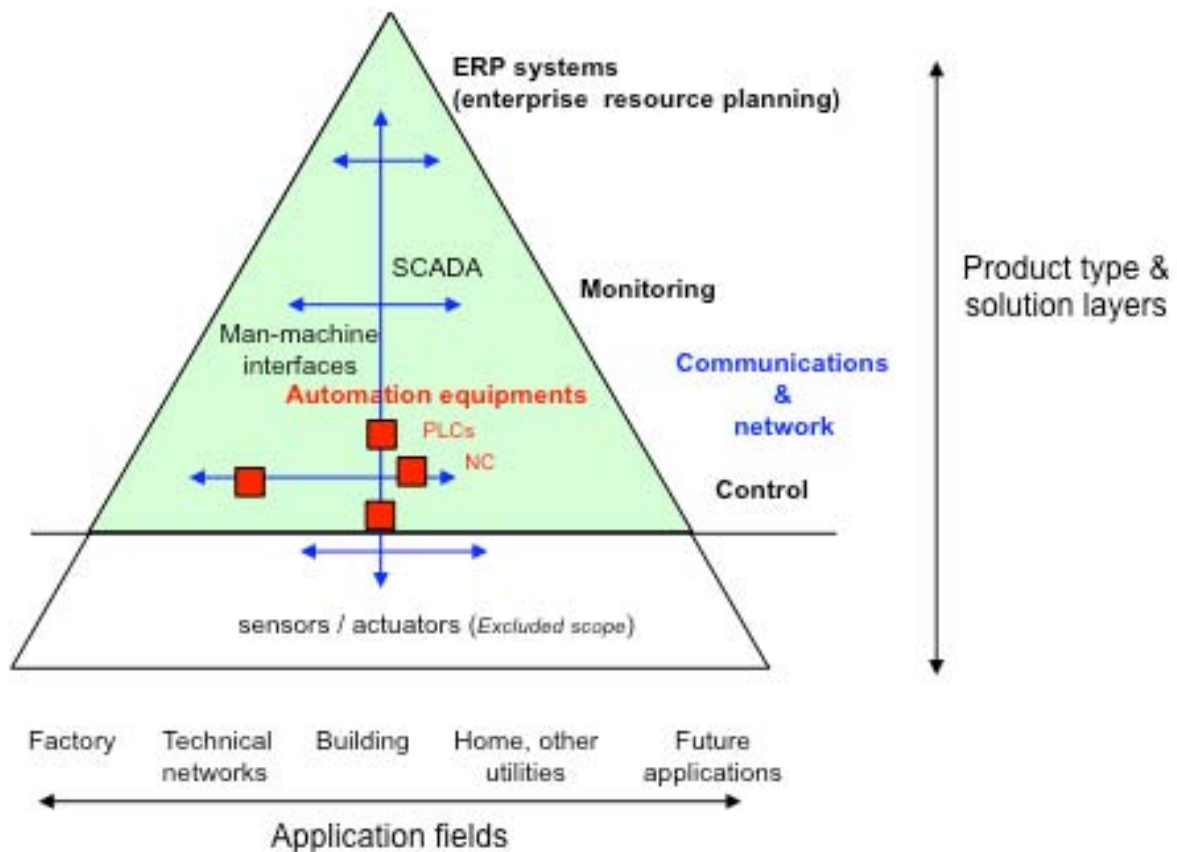 ERP systems
(enterprise resource planning)
SCADA
Product type &
solution layers
Monitoring
Man-machine
interfaces
Communications
&
network
Automation equipments
PLCs
NC
Control
sensors / actuators (Excluded scope)
Factory
Technical
networks
Building
Home, other
utilities
Future
applications
Application fields